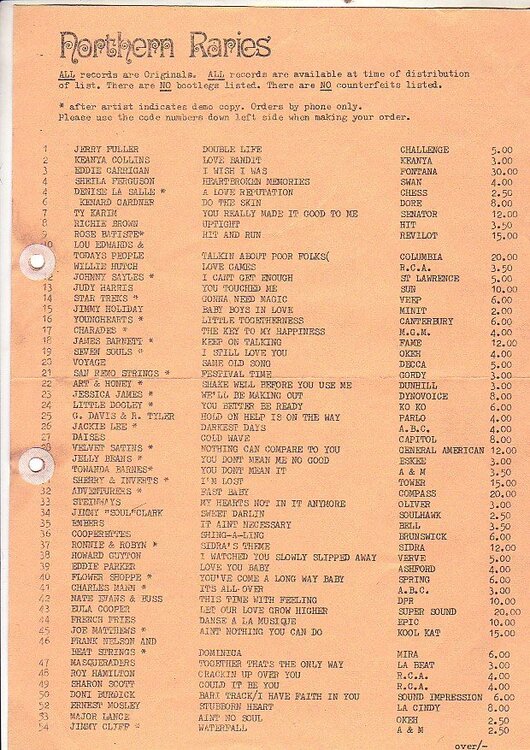 Northern Raries
ALL records are Originals. ALL records are available at time of distribution
of list. There are NO bootlegs listed. There are NO counterfeits listed.
* after artist indicates demo copy. Orders by phone only.
Please use the code numbers down left side when making your order.
1 JERRY FULLER DOUBLE LIFE CHALLENGE 5.00
2 KEANYA COLLINS LOVE BANDIT KEANYA 3.00
3 EDDIE CARRIGAN I WISH I WAS FONTANA 30.00
4 SHEILA FERGUSON HEARTBROKEN MEMORIES SWAN 4.00
4 DENISE LA SALLE * A LOVE REPUTATION CHESS 2.50
6 KENARD GARDNER DO THE SKIN DORE 8.00
7 TY KARIM YOU REALLY MADE IT GOOD TO ME SENATOR 12.00
8 RICHIE BROWN UPTIGHT HIT 3.50
9 ROSE BATISTE* HIT AND RUN REVILOT 15.00
10 LOU EDWARDS &
TODAYS PEOPLE TALKIN ABOUT POOR FOLKS( COLUMBIA 20.00
WILLIE HUTCH LOVE GAMES R.C.A. 3.50
12 JOHNNY SAYLES * I CANT GET ENOUGH ST LAWRENCE 5.00
13 JUDY HARRIS YOU TOUCHED ME SUN 10.00
14 STAR TREKS * GONNA NEED MAGIC VEEP 6.00
15 JIMMY HOLIDAY BABY BOYS IN LOVE MINIT 2.00
16 YOUNGHEARTS * LITTLE TOGETHERNESS CANTERBURY 6.00
17 CHARADES * THE KEY TO MY HAPPINESS M.G.M. 4.00
18 JAMES BARNETT * KEEP ON TALKING FAME 12.00
19 SEVEN SOULS * I STILL LOVE YOU OKEH 4.00
20 VOYAGE SAME OLD SONG DECCA 5.00
21 SAN REMO STRINGS * FESTIVAL TIME GORDY 3.00
22 ART & HONEY * SHAKE WELL BEFORE YOU USE ME DUNHILL 3.00
23 JESSICA JAMES * WE'LL BE MAKING OUT DYNOVOICE 8.00
24 LITTLE DOOLEY * YOU BETTER BE READY KO KO 6.00
25 G. DAVIS & R. TYLER HOLD ON HELP IS ON THE WAY PARLO 4.00
26 JACKIE LEE * DARKEST DAYS A.B.C. 4.00
27 DAISES COLD WAVE CAPITOL 8.00
28 VELVET SATINS * NOTHING CAN COMPARE TO YOU GENERAL AMERICAN 12.00
JELLY BEANS * YOU DONT MEAN ME NO GOOD ESKEE 3.00
TOWANDA BARNES* YOU DONT MEAN IT A & M 3.50
31 SHERRY & INVERTS * I'M LOST TOWER 15.00
32 ADVENTURERS * FAST BABY COMPASS 20.00
33 STEINWAYS MY HEARTS NOT IN IT ANYMORE OLIVER 3.00
34 JIMMY "SOUL"CLARK SWEET DARLIN SOULHAWK 2.50
35 EMBERS IT AINT NECESSARY BELL 3.50
36 COOPERETTES SHING-A-LING BRUNSWICK 6.00
37 RONNIE & ROBYN * SIDRA'S THEME SIDRA 12.00
38 HOWARD GUYTON I WATCHED YOU SLOWLY SLIPPED AWAY VERVE 5.00
39 EDDIE PARKER LOVE YOU BABY ASHFORD 4.00
40 FLOWER SHOPPE * YOU'VE COME A LONG WAY BABY SPRING 6.00
41 CHARLES MANN * ITS ALL OVER A.B.C. 3.00
42 NATE EVANS & BUSS THIS TIME WITH FEELING DPR 10.00
43 EULA COOPER LET OUR LOVE GROW HIGHER SUPER SOUND 20.00
44 FRENCH FRIES DANSE A LA MUSIQUE EPIC 10.00
45 JOE MATTHEWS * AINT NOTHING YOU CAN DO KOOL KAT 15.00
46 FRANK NELSON AND
BEAT STRINGS * DOMINICA MIRA 6.00
47 MASQUERADERS TOGETHER THATS THE ONLY WAY LA BEAT 3.00
48 ROY HAMILTON CRACKIN UP OVER YOU R.C.A. 4.00
49 SHARON SCOTT COULD IT BE YOU R.C.A. 4.00
50 DONI BURDICK BARI TRACK/I HAVE FAITH IN YOU SOUND IMPRESSION 6.00
52 ERNEST MOSLEY STUBBORN HEART LA CINDY 8.00
53 MAJOR LANCE AINT NO SOUL OKEH 2.50
54 JIMMY CLIFF * WATERFALL A & M 2.50
over/-